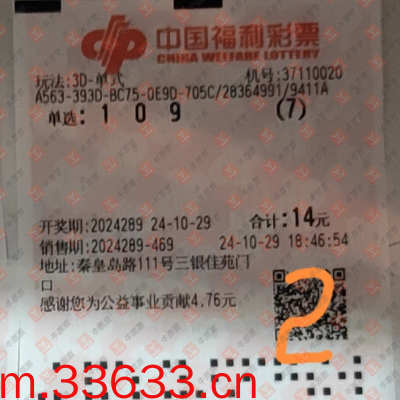 中国福利彩票
CHINA WELFARE LOTTERY
玩法:3D-单式 机号:37110020
A563-393D-BC75-0E9D-705C/28364991/9411A
单选: 1 0 9 (7)
开奖期:2024289 24-10-29 合计:14元
销售期:2024289-469 24-10-29 18:46:54
地址:秦皇岛路111号三银佳苑门
口
感谢您为公益事业贡献4.76元
2
m.33633.cn